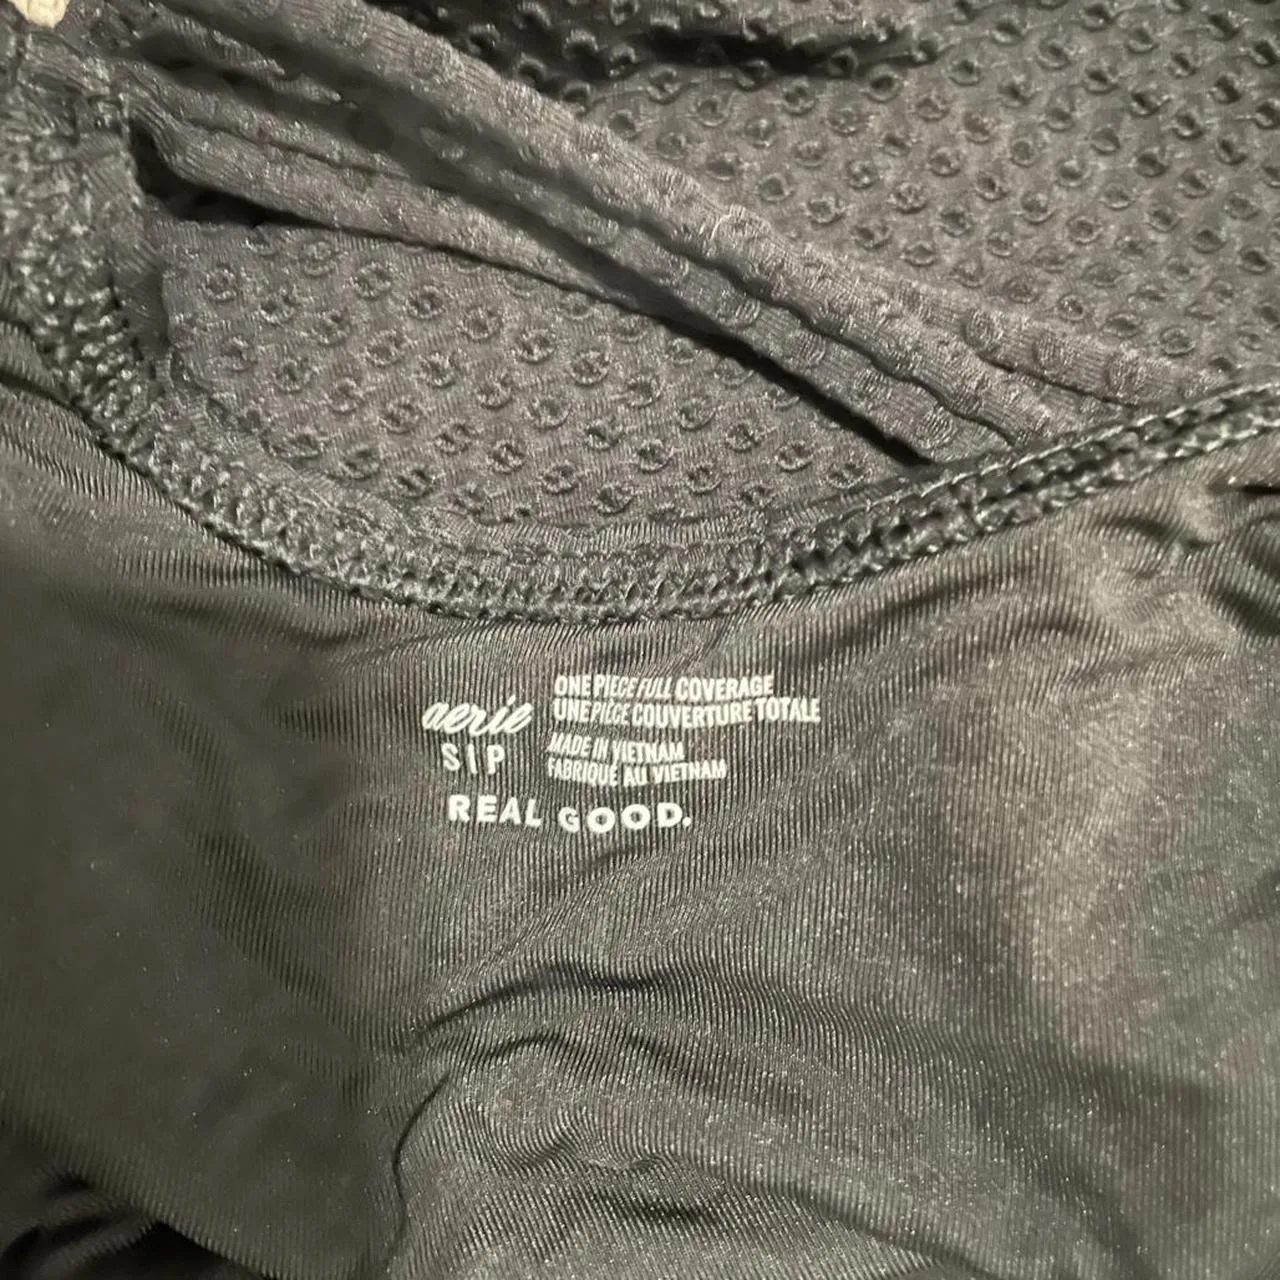 aerie
S\P
ONE PIECE FULL COVERAGE
UNE PIÈCE COUVERTURE TOTALE
MADE IN VIETNAM
FABRIQUÉ AU VIETNAM
REAL GOOD.